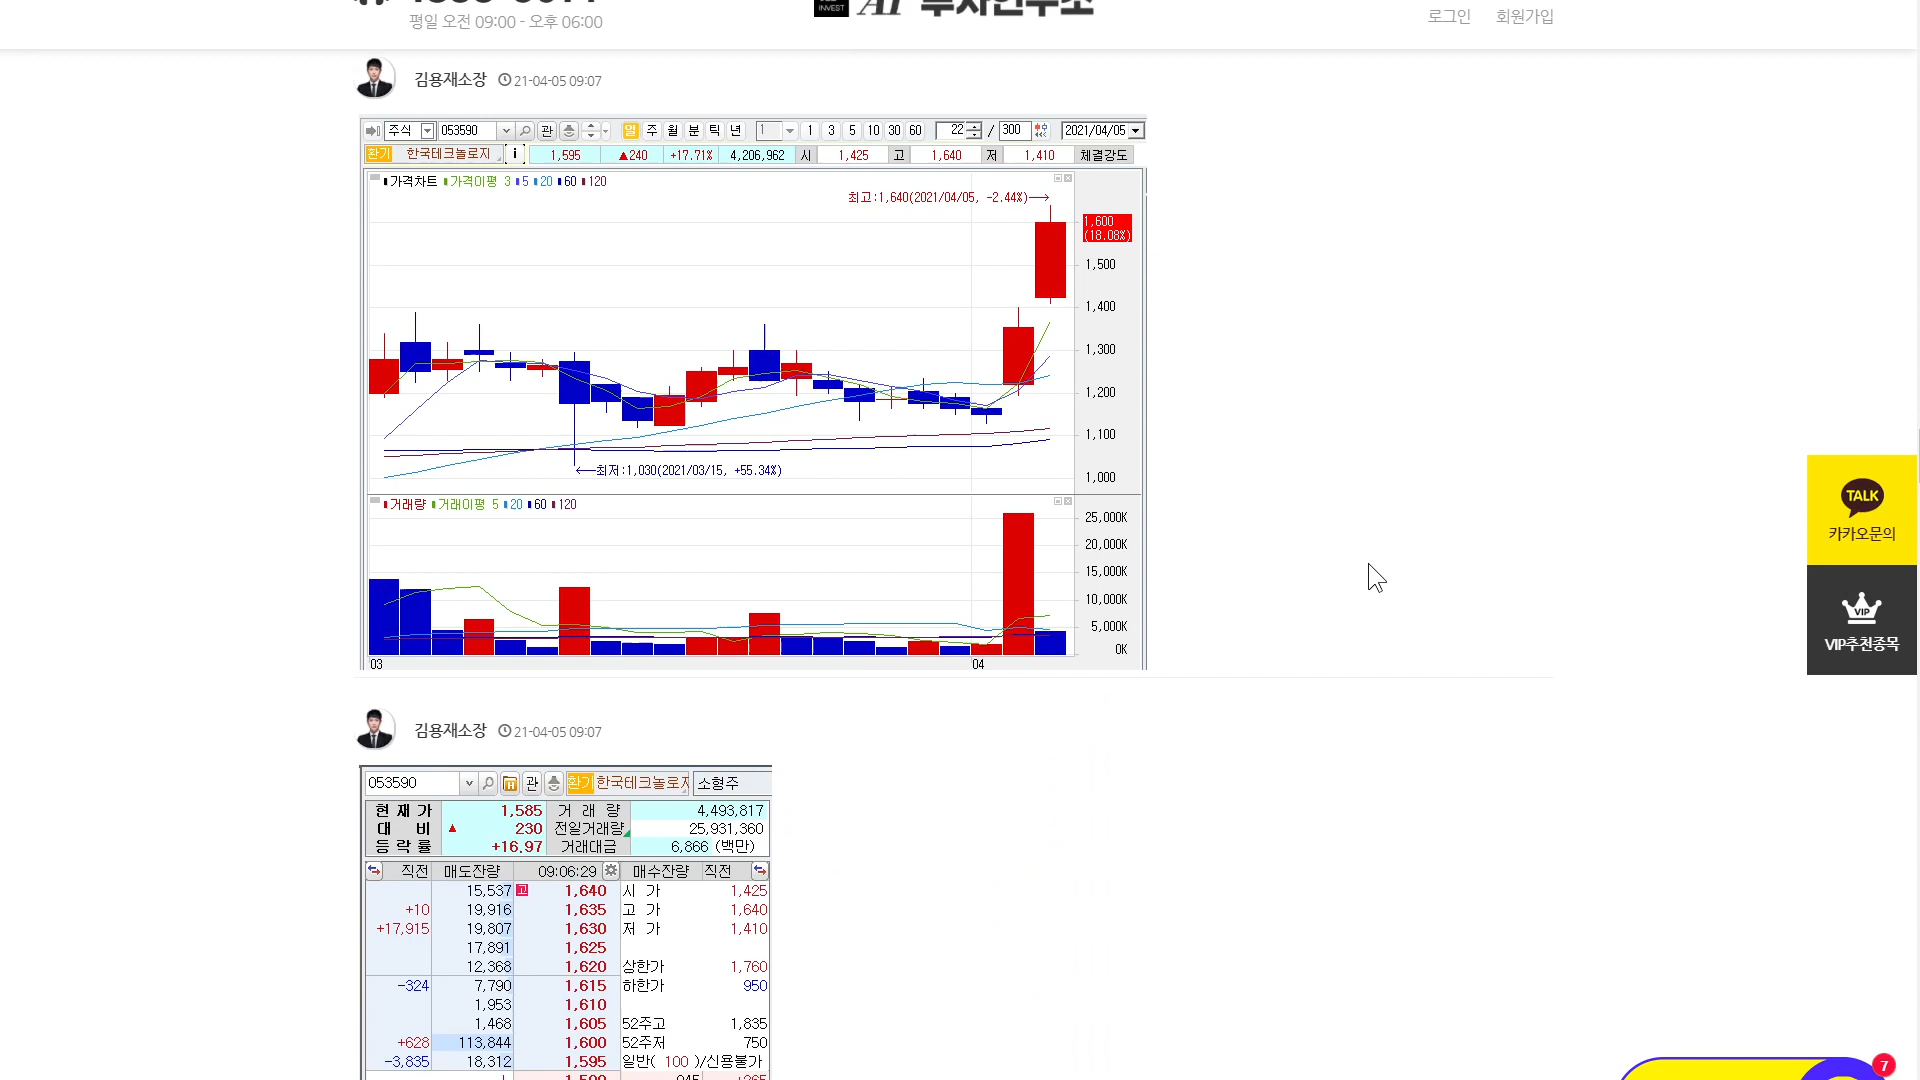 평일 오전 09:00 - 오후 06:00
INVEST AI 투자연구소
로그인 회원가입
김용재소장 21-04-05 09:07
주식 053590 관 일 주 월 분 틱 년 1 1 3 5 10 30 60 22 / 300 2021/04/05
환기 한국테크놀로지 i 1,595 ▲240 +17.71% 4,206,962 시 1,425 고 1,640 저 1,410 체결강도
가격차트 가격이평 3 5 20 60 120
최고:1,640(2021/04/05, -2.44%)→
1,600
(18.08%)
1,500
1,400
1,300
1,200
1,100
←최저:1,030(2021/03/15, +55.34%)
1,000
거래량 거래이평 5 20 60 120
25,000K
20,000K
15,000K
10,000K
5,000K
0K
03 04
TALK
카카오문의
VIP
VIP추천종목
김용재소장 21-04-05 09:07
053590 관 환기 한국테크놀로지 소형주
현재가 1,585 거래량 4,493,817
대비 ▲ 230 전일거래량 25,931,360
등락률 +16.97 거래대금 6,866 (백만)
직전 매도잔량 09:06:29 매수잔량 직전
15,537 고 1,640 시가 1,425
+10 19,916 1,635 고가 1,640
+17,915 19,807 1,630 저가 1,410
17,891 1,625
12,368 1,620 상한가 1,760
-324 7,790 1,615 하한가 950
1,953 1,610
1,468 1,605 52주고 1,835
+628 113,844 1,600 52주저 750
-3,835 18,312 1,595 일반( 100 )/신용불가
7